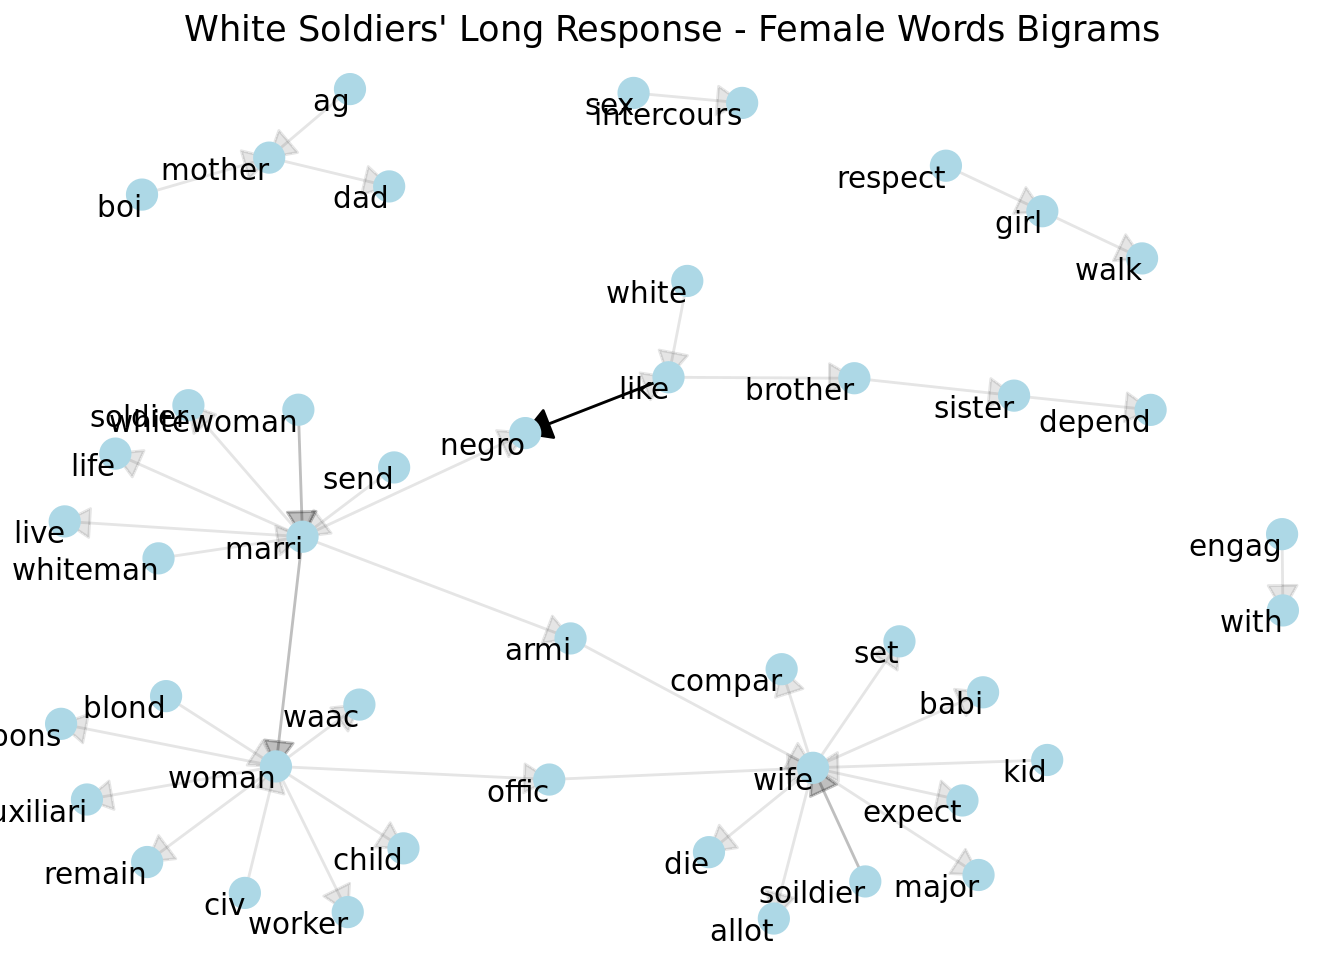 White Soldiers' Long Response - Female Words Bigrams
ag
sex
intercours
mother
boi
dad
respect
girl
walk
white
like
brother
sister
depend
negro
soldier
whitewoman
life
send
live
whiteman
marri
engag
with
armi
set
compar
babi
blond
waac
pons
woman
offic
wife
kid
uxiliari
expect
remain
child
die
civ
worker
soildier
major
allot